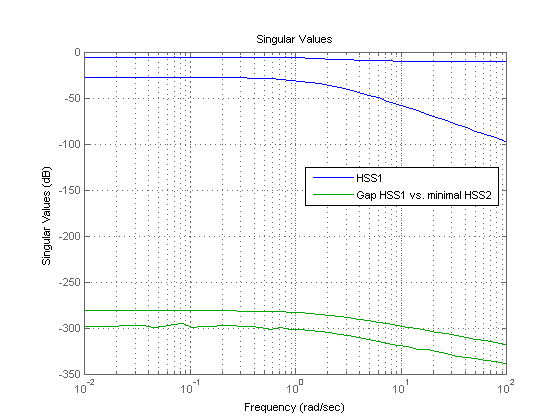 Singular Values
0
-50
-100
-150
-200
-250
-300
-350
Singular Values (dB)
HSS1
Gap HSS1 vs. minimal HSS2
10^-2
10^-1
10^0
10^1
10^2
Frequency (rad/sec)